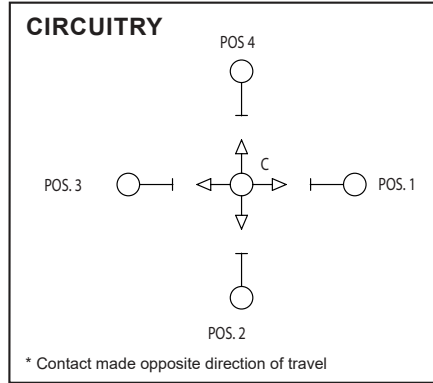 CIRCUITRY
POS 4
C
POS. 3
POS. 1
POS. 2
* Contact made opposite direction of travel